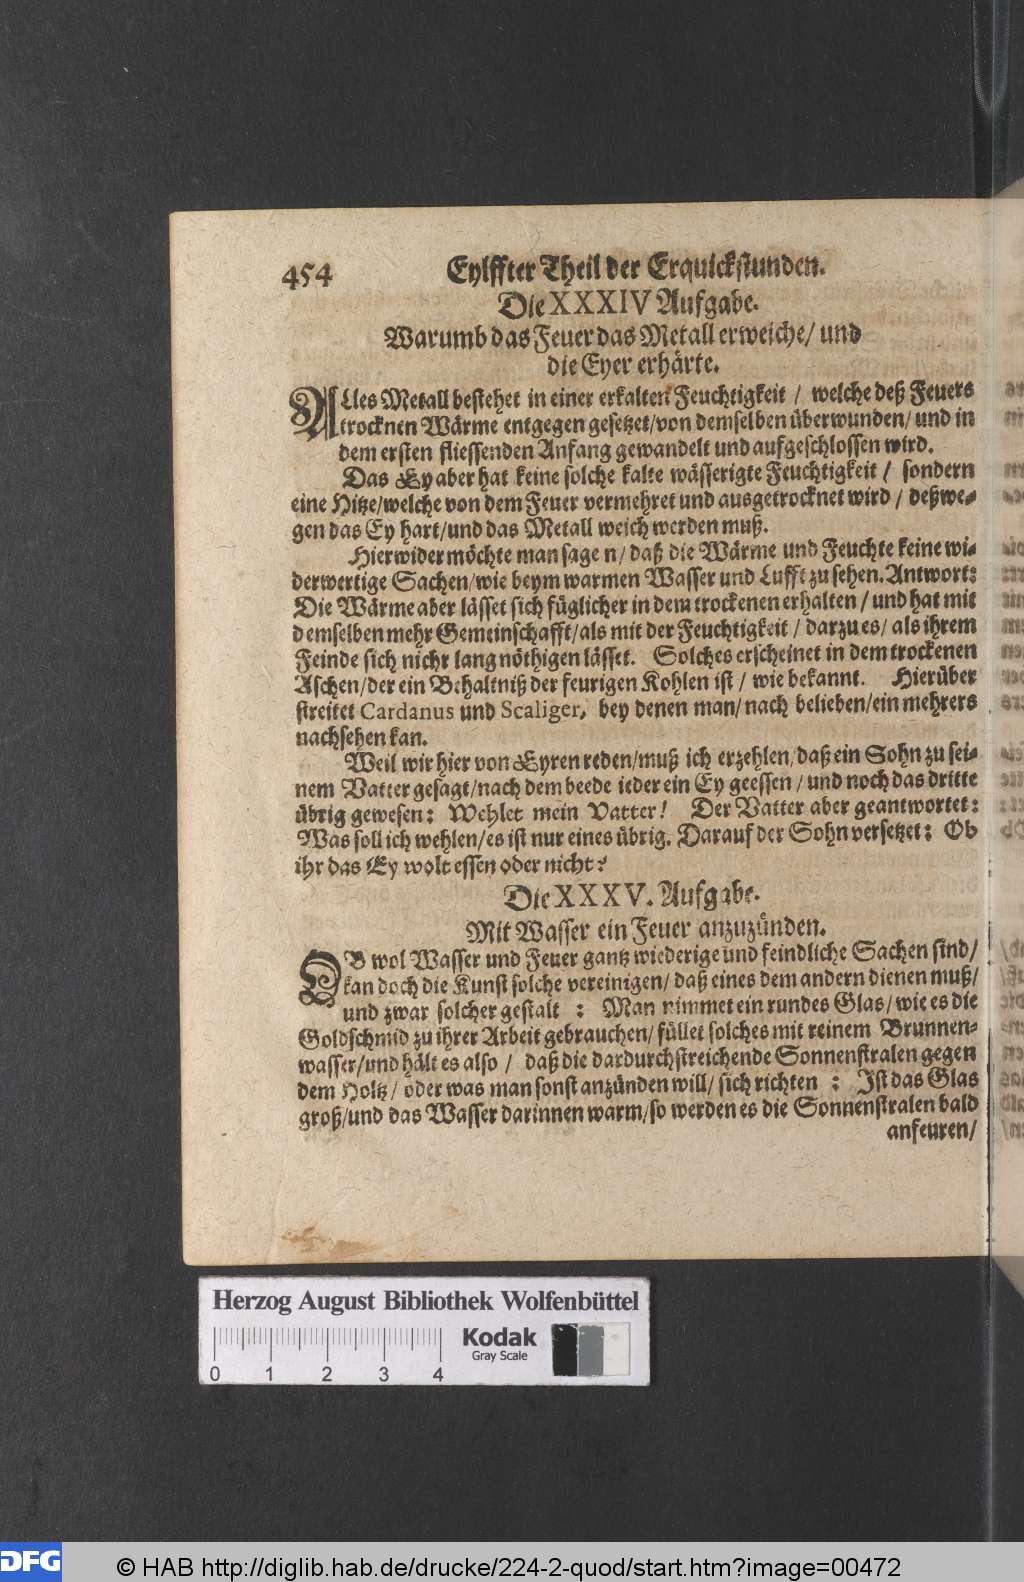 454 Eylffter Theil der Erquickstunden.
Die XXXIV Aufgabe.
Warumb das Feuer das Metall erweiche/ und
die Eyer erhärte.
ALles Metall bestehet in einer erkalten Feuchtigkeit / welche deß Feuers
trocknen Wärme entgegen gesetzet/von demselben überwunden/ und in
dem ersten fliessenden Anfang gewandelt und aufgeschlossen wird.
Das Ey aber hat keine solche kalte wässerigte Feuchtigkeit / sondern
eine Hitze/welche von dem Feuer vermehret und ausgetrocknet wird / deßwe-
gen das Ey hart/und das Metall weich werden muß.
Hierwider möchte man sage n/ daß die Wärme und Feuchte keine wi-
derwertige Sachen/wie beym warmen Wasser und Lufft zu sehen. Antwort:
Die Wärme aber lässet sich füglicher in dem trockenen erhalten / und hat mit
demselben mehr Gemeinschafft/als mit der Feuchtigkeit / darzu es/ als ihrem
Feinde sich nichr lang nöthigen lässet. Solches erscheinet in dem trockenen
Aschen/der ein Behaltniß der feurigen Kohlen ist / wie bekannt. Hierüber
streitet Cardanus und Scaliger, bey denen man/ nach belieben/ein mehrers
nachsehen kan.
Weil wir hier von Eyren reden/muß ich erzehlen/daß ein Sohn zu sei-
nem Vatter gesagt/nach dem beede ieder ein Ey geessen / und noch das dritte
übrig gewesen: Wehlet mein Vatter! Der Vatter aber geantwortet:
Was soll ich wehlen/es ist nur eines übrig. Darauf der Sohn versetzet: Ob
ihr das Ey wolt essen oder nicht?
Die XXXV. Aufgabe.
Mit Wasser ein Feuer anzuzünden.
OB wol Wasser und Feuer gantz wiederige und feindliche Sachen sind/
kan doch die Kunst solche vereinigen/ daß eines dem andern dienen muß/
und zwar solcher gestalt : Man nimmet ein rundes Glas/ wie es die
Goldschmid zu ihrer Arbeit gebrauchen/ füllet solches mit reinem Brunnen-
wasser/und hält es also / daß die dardurchstreichende Sonnenstralen gegen
dem Holtz/ oder was man sonst anzünden will/ sich richten : Ist das Glas
groß/und das Wasser darinnen warm/so werden es die Sonnenstralen bald
anfeuren/
Herzog August Bibliothek Wolfenbüttel
Kodak
Gray Scale
0 1 2 3 4
DFG © HAB http://diglib.hab.de/drucke/224-2-quod/start.htm?image=00472